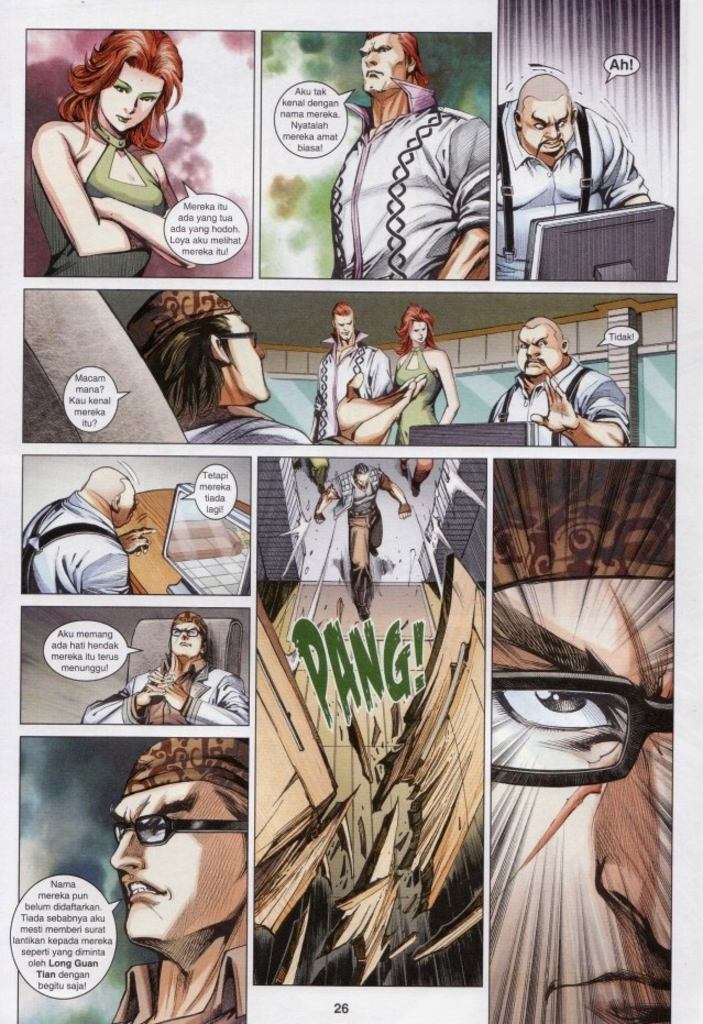 Mereka itu
ada yang tua
ada yang godoh.
Loya aku melihat
mereka itu!
Aku tak
kenal dengan
nama mereka.
Nyatalah
mereka amat
biasa!
Ah!
Macam
mana?
Kau kenal
mereka
itu?
Tidak!
Tetapi
mereka
tiada
lagi!
Aku memang
ada hati hendak
mereka itu terus
menunggu!
Nama
mereka pun
belum didaftarkan.
Tiada sebabnya aku
mesti memberi surat
lantikan kepada mereka
seperti yang diminta
oleh Long Guan
Tian dengan
begitu saja!
PANG!
26